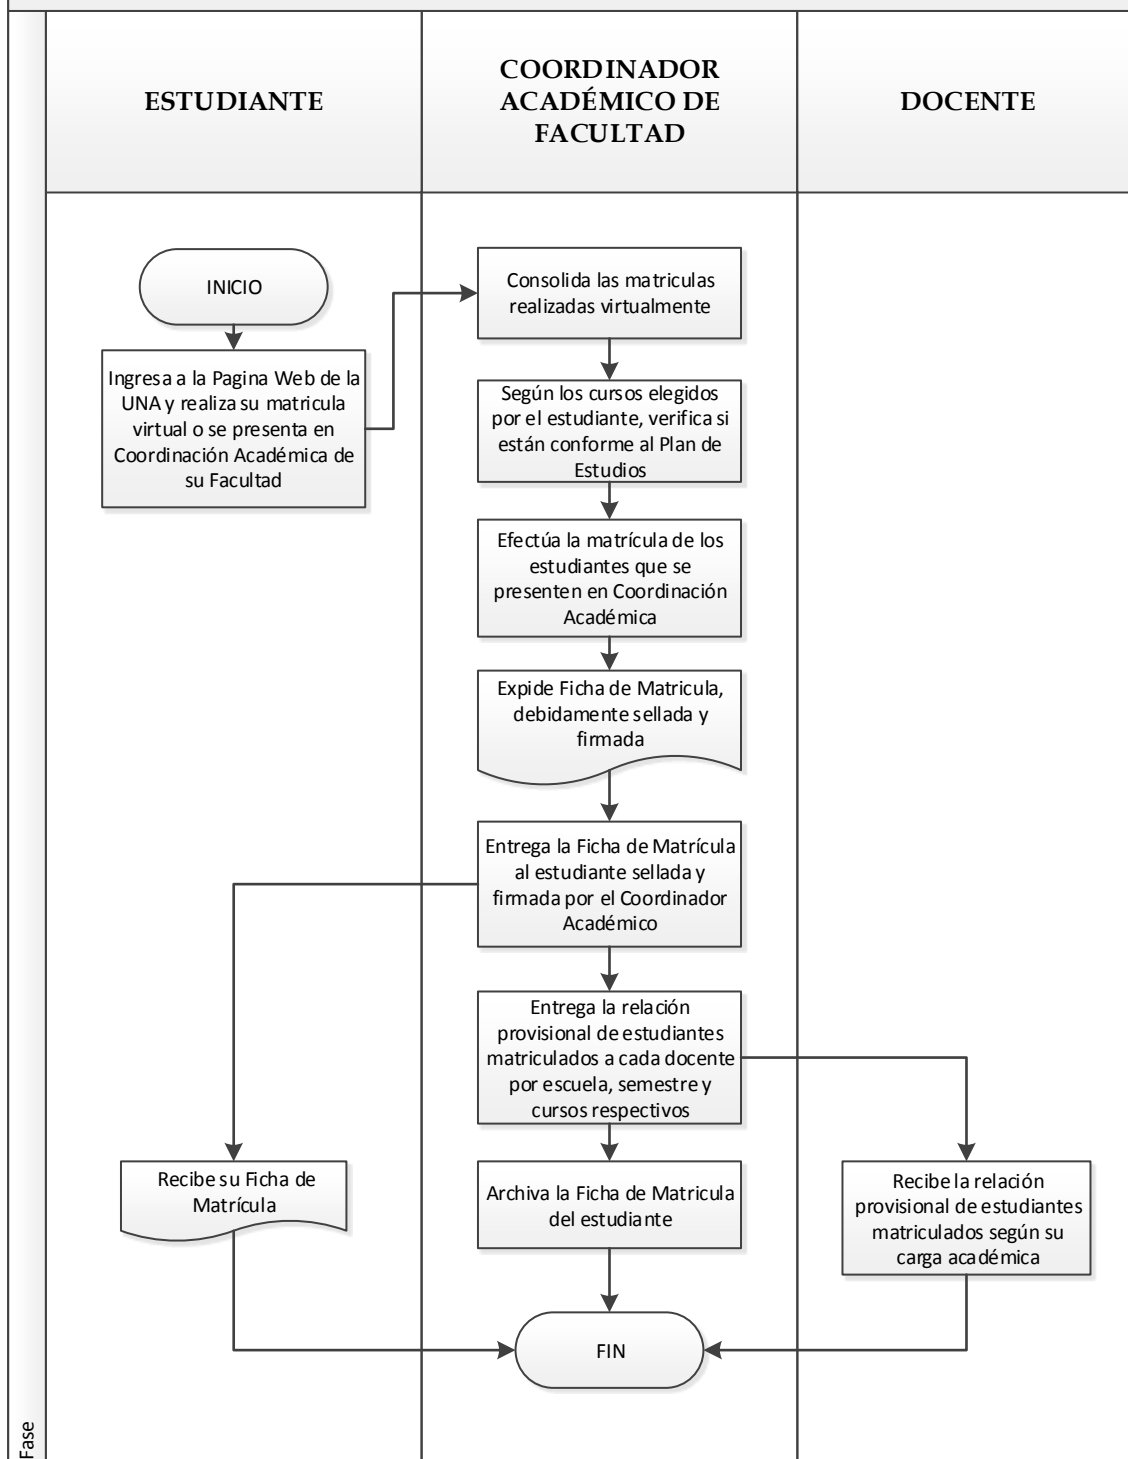 ESTUDIANTE
COORDINADOR
ACADÉMICO DE
FACULTAD
DOCENTE
INICIO
Ingresa a la Pagina Web de la
UNA y realiza su matricula
virtual o se presenta en
Coordinación Académica de
su Facultad
Consolida las matriculas
realizadas virtualmente
Según los cursos elegidos
por el estudiante, verifica si
están conforme al Plan de
Estudios
Efectúa la matrícula de los
estudiantes que se
presenten en Coordinación
Académica
Expide Ficha de Matricula,
debidamente sellada y
firmada
Entrega la Ficha de Matrícula
al estudiante sellada y
firmada por el Coordinador
Académico
Entrega la relación
provisional de estudiantes
matriculados a cada docente
por escuela, semestre y
cursos respectivos
Recibe su Ficha de
Matrícula
Archiva la Ficha de Matricula
del estudiante
Recibe la relación
provisional de estudiantes
matriculados según su
carga académica
FIN
Fase